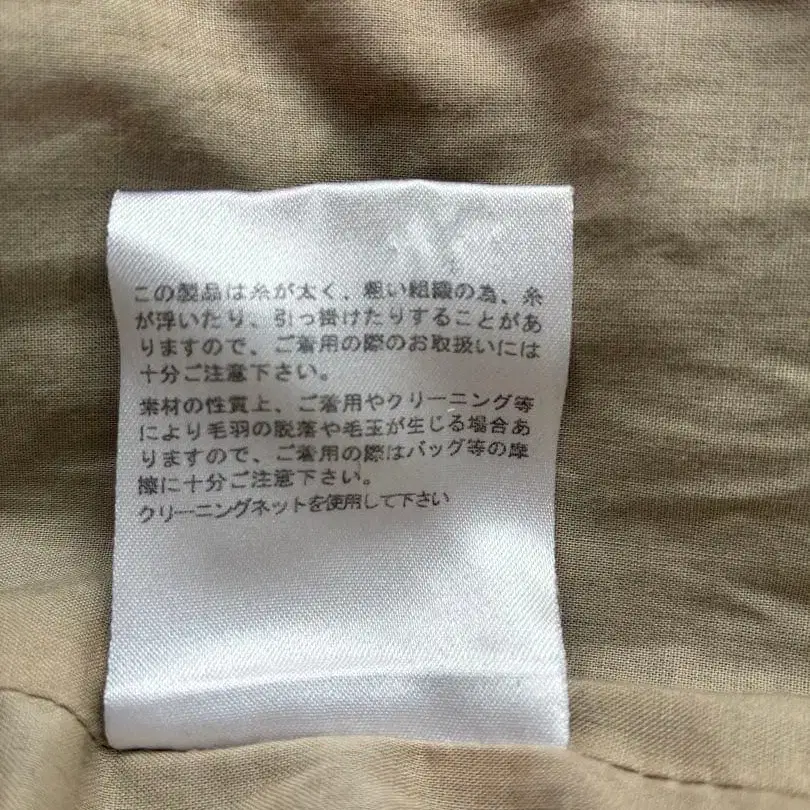 この製品は糸が太く、粗い組織の為、糸
が浮いたり、引っ掛けたりすることがあ
りますので、ご着用の際のお取扱いには
十分ご注意下さい。
素材の性質上、ご着用やクリーニング等
により毛羽の脱落や毛玉が生じる場合あ
りますので、ご着用の際はバッグ等の摩
擦に十分ご注意下さい。
クリーニングネットを使用して下さい